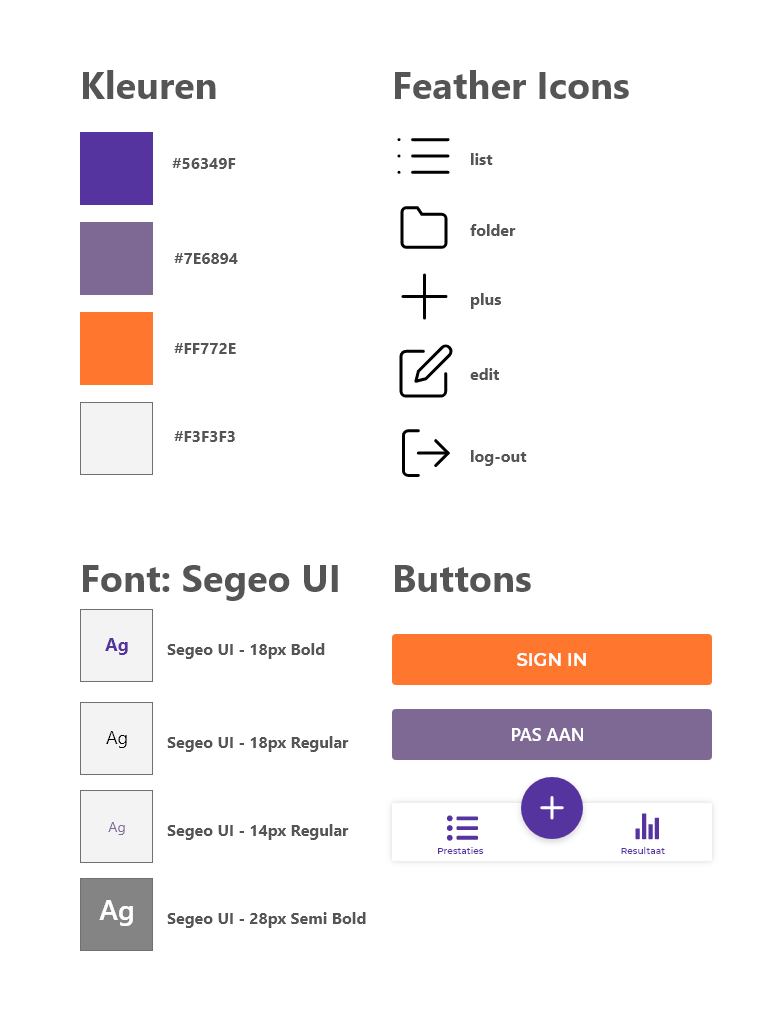 Kleuren
#56349F
#7E6894
#FF772E
#F3F3F3
Feather Icons
list
folder
plus
edit
log-out
Font: Segeo UI
Ag
Segeo UI - 18px Bold
Ag
Segeo UI - 18px Regular
Ag
Segeo UI - 14px Regular
Ag
Segeo UI - 28px Semi Bold
Buttons
SIGN IN
PAS AAN
Prestaties
Resultaat